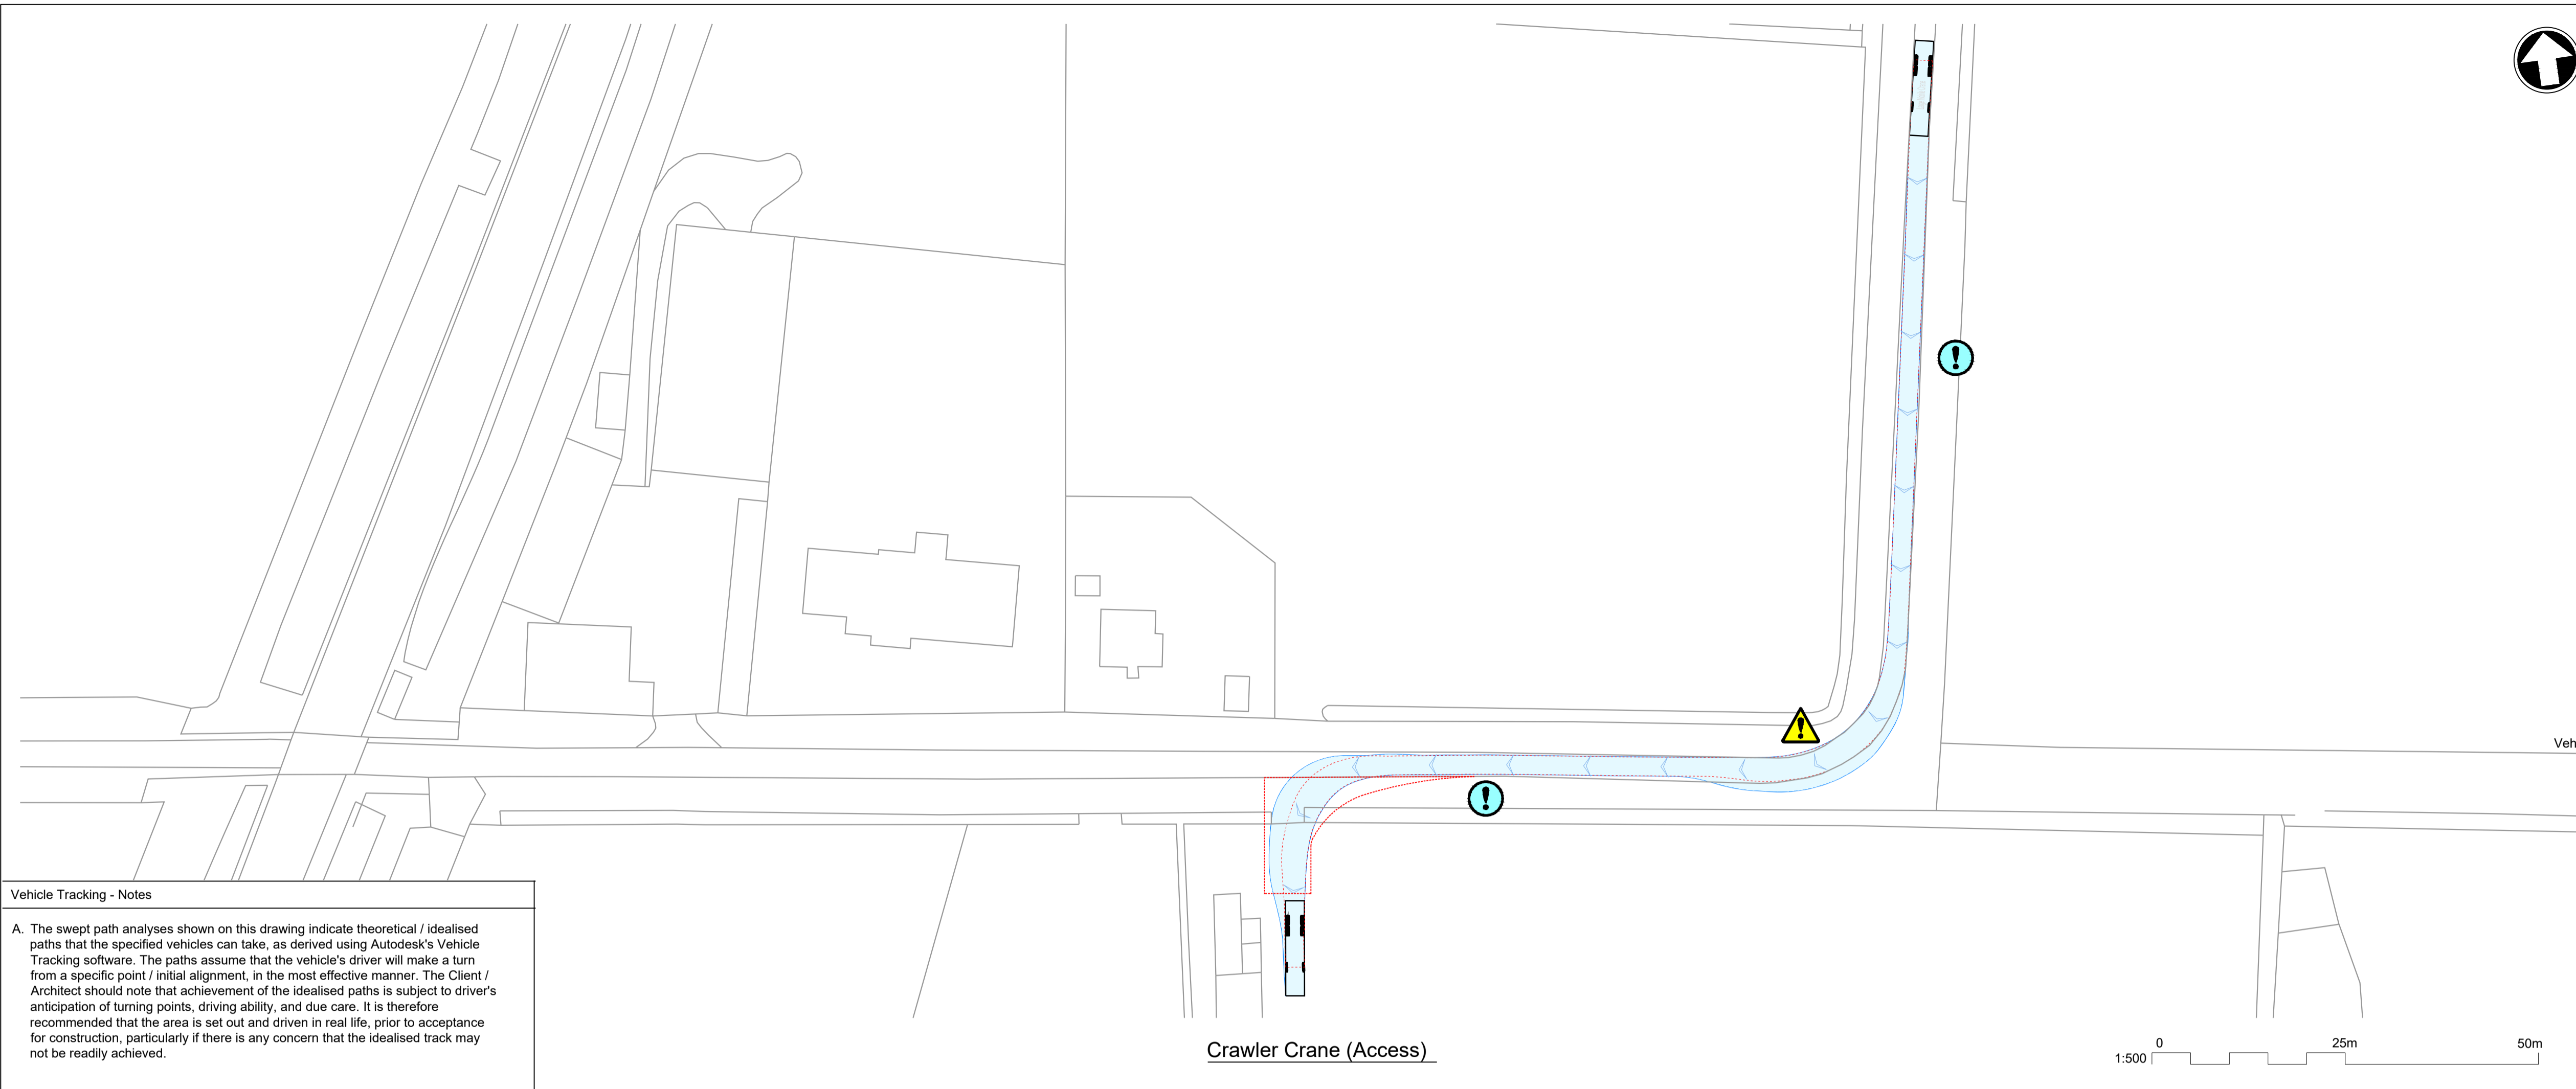 Veh
Vehicle Tracking - Notes
A. The swept path analyses shown on this drawing indicate theoretical / idealised
paths that the specified vehicles can take, as derived using Autodesk's Vehicle
Tracking software. The paths assume that the vehicle's driver will make a turn
from a specific point / initial alignment, in the most effective manner. The Client /
Architect should note that achievement of the idealised paths is subject to driver's
anticipation of turning points, driving ability, and due care. It is therefore
recommended that the area is set out and driven in real life, prior to acceptance
for construction, particularly if there is any concern that the idealised track may
not be readily achieved.
Crawler Crane (Access)
0 25m 50m
1:500